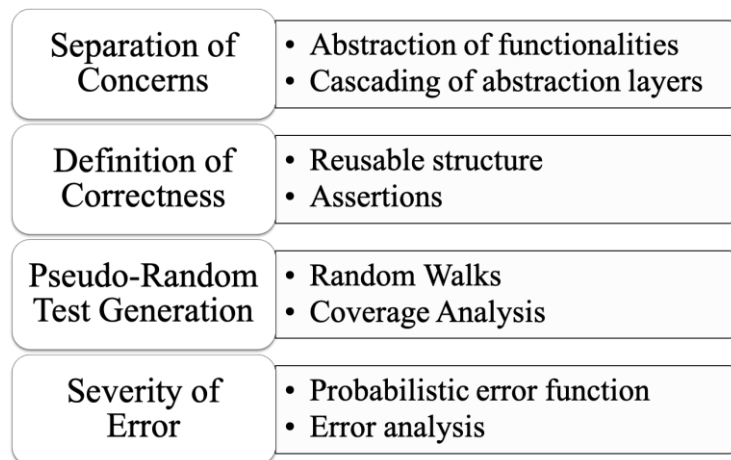 Separation of
Concerns
• Abstraction of functionalities
• Cascading of abstraction layers
Definition of
Correctness
• Reusable structure
• Assertions
Pseudo-Random
Test Generation
• Random Walks
• Coverage Analysis
Severity of
Error
• Probabilistic error function
• Error analysis